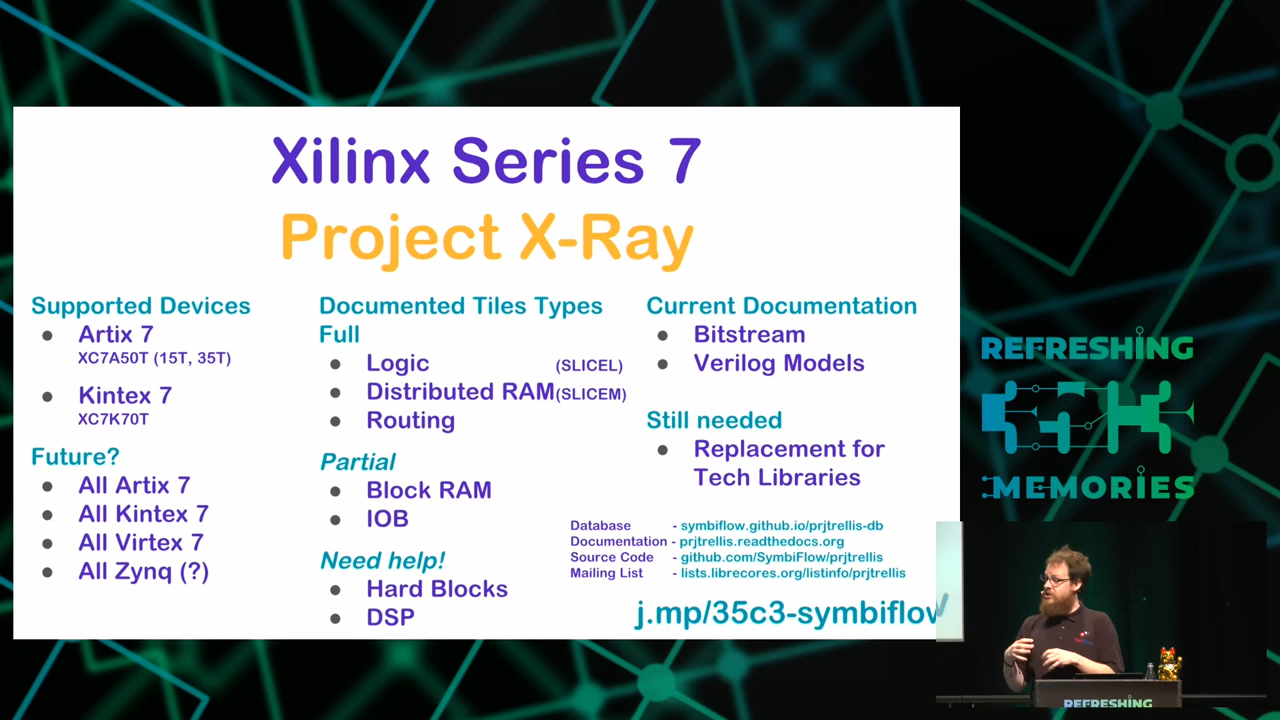 Xilinx Series 7
Project X-Ray
Supported Devices
● Artix 7
XC7A50T (15T, 35T)
● Kintex 7
XC7K70T
Future?
● All Artix 7
● All Kintex 7
● All Virtex 7
● All Zynq (?)
Documented Tiles Types
Full
● Logic (SLICEL)
● Distributed RAM(SLICEM)
● Routing
Partial
● Block RAM
● IOB
Need help!
● Hard Blocks
● DSP
Current Documentation
● Bitstream
● Verilog Models
Still needed
● Replacement for
Tech Libraries
Database - symbiflow.github.io/prjtrellis-db
Documentation - prjtrellis.readthedocs.org
Source Code - github.com/SymbiFlow/prjtrellis
Mailing List - lists.librecores.org/listinfo/prjtrellis
j.mp/35c3-symbiflow
REFRESHING
35C3
MEMORIES
REFRESHING